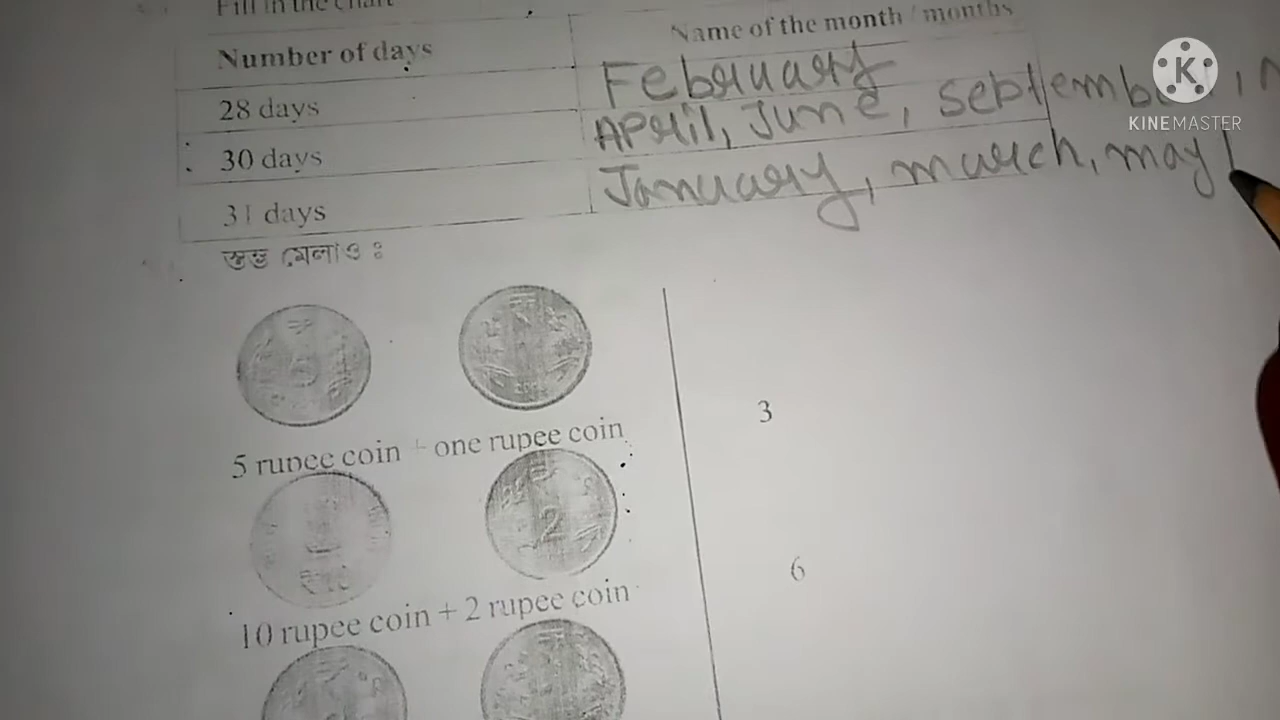 Fill in the chart
Number of days
Name of the month / months
28 days
February
30 days
April, June, September, N
31 days
January, march, may
স্তম্ভ মেলাও ঃ
5 rupee coin + one rupee coin
3
2
₹10
10 rupee coin + 2 rupee coin
6
K
KINEMASTER